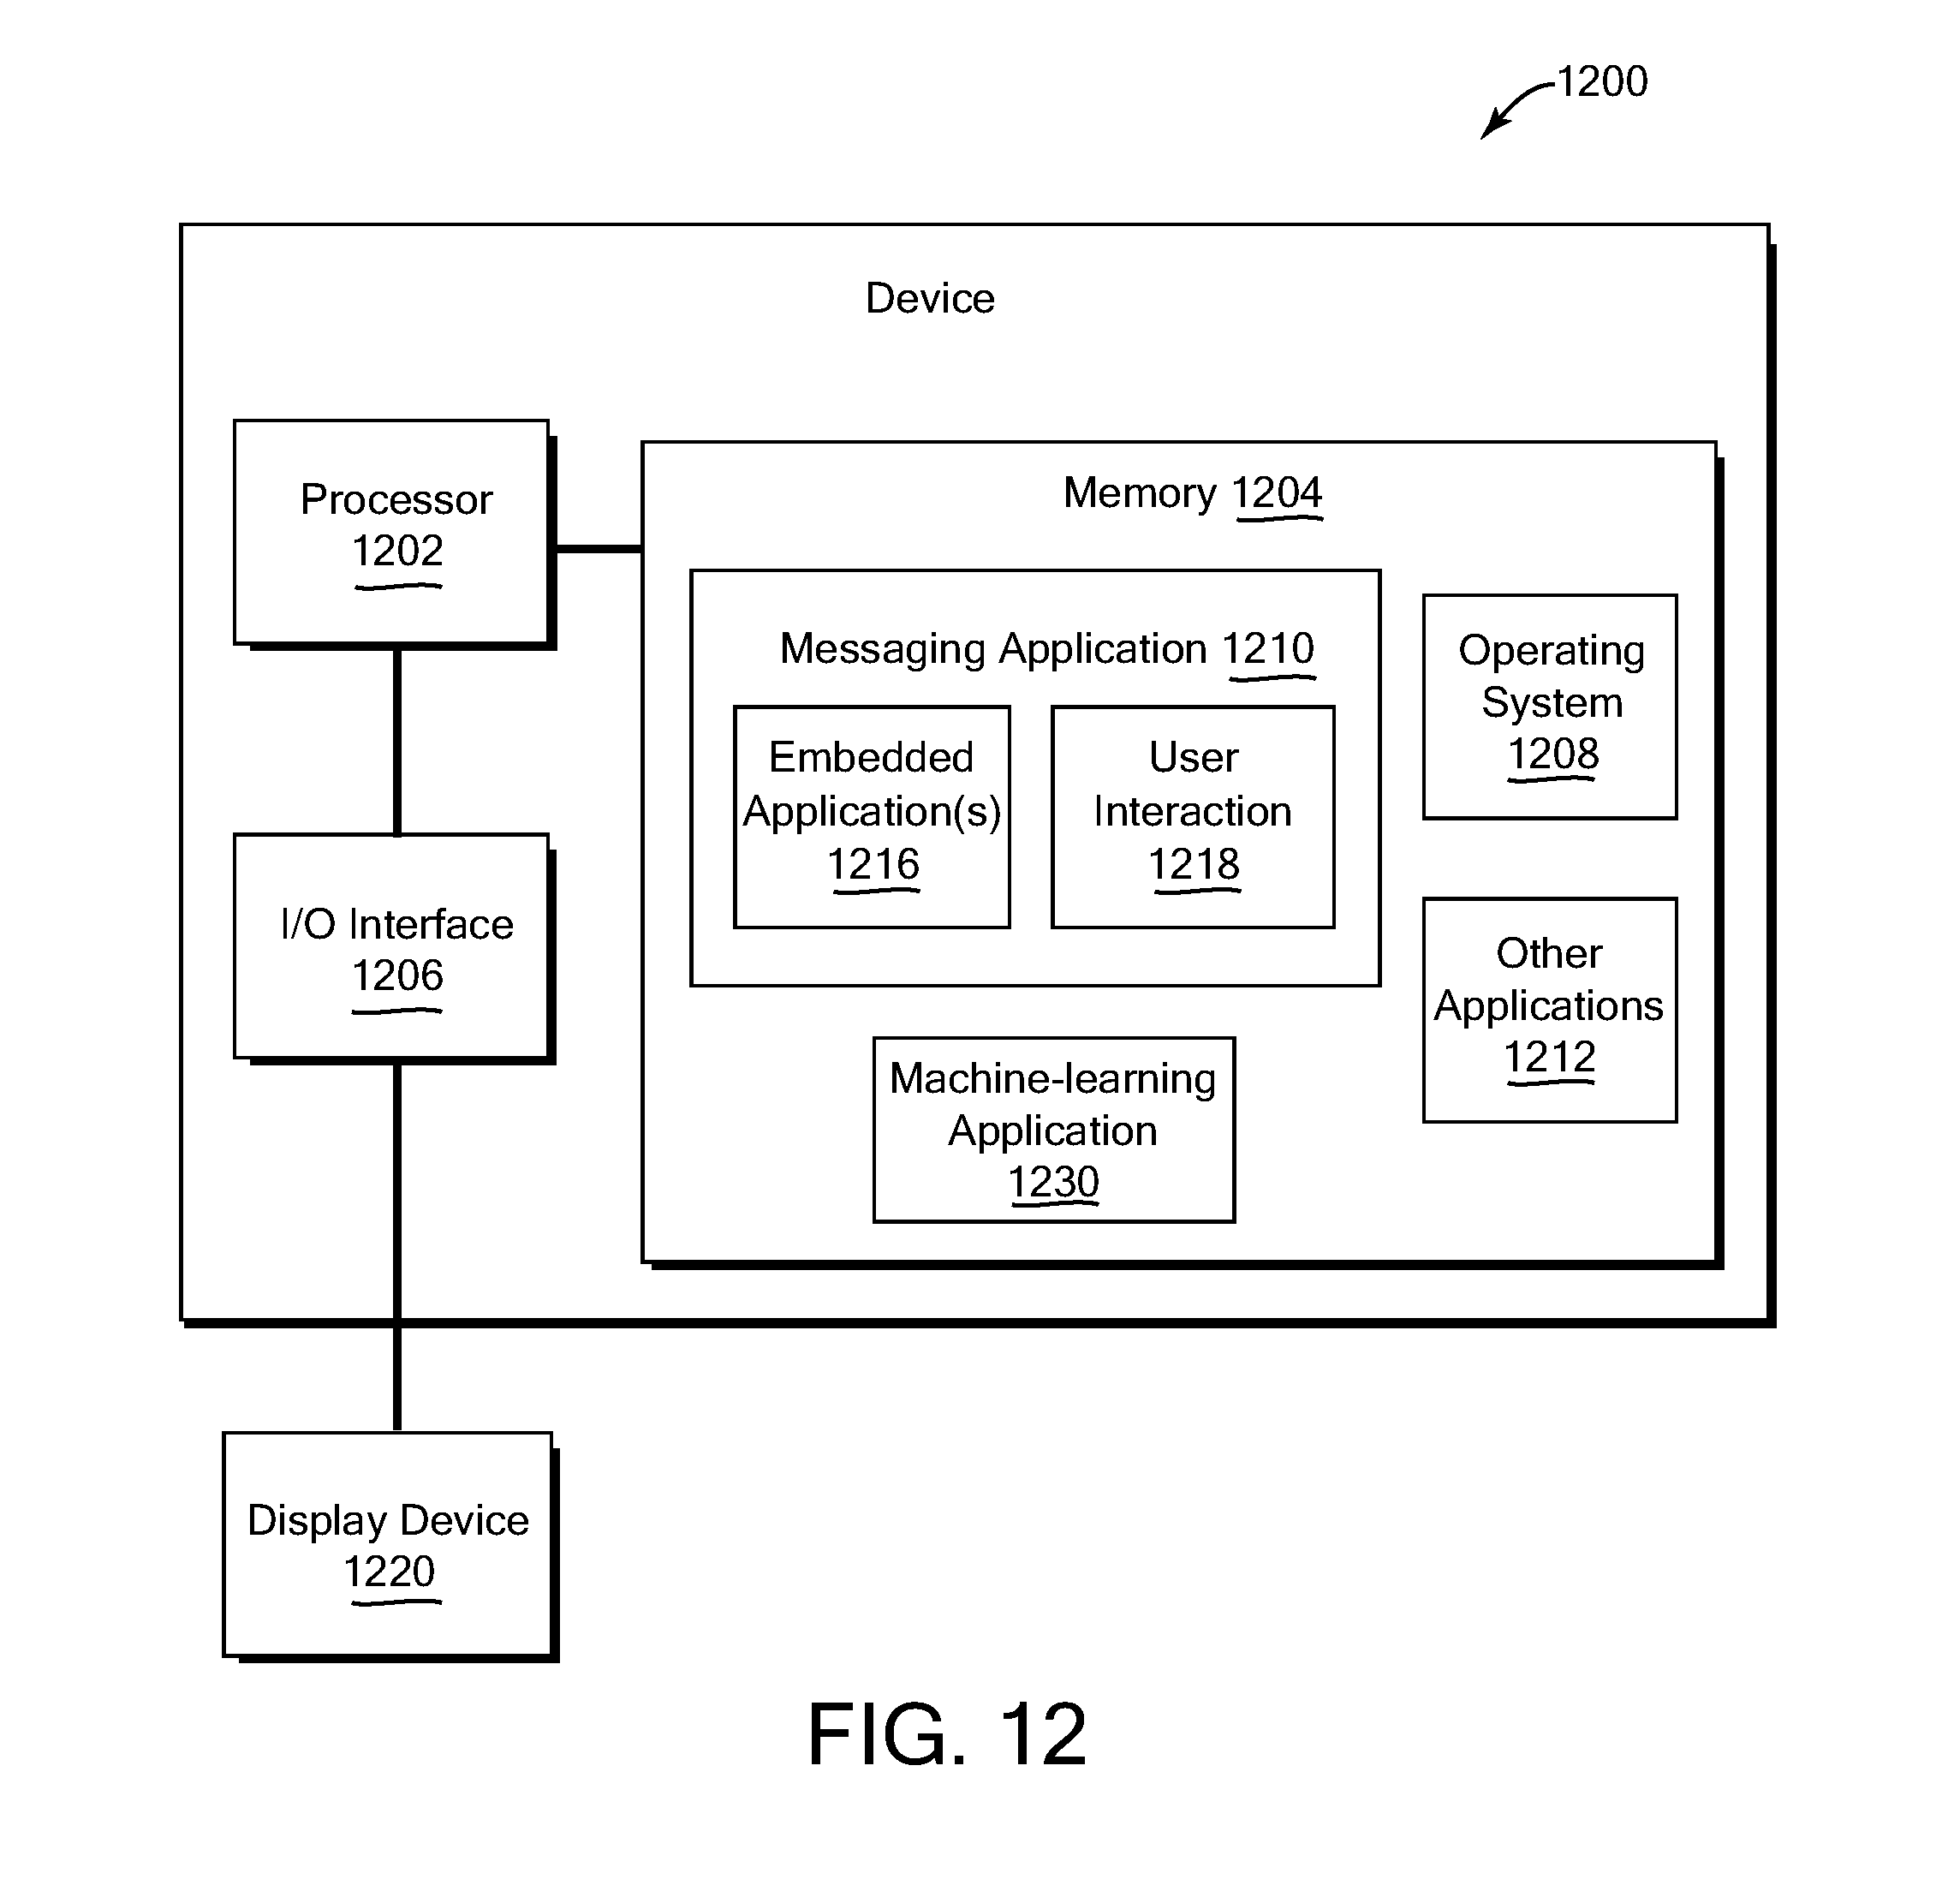 1200
Device
Processor
1202
Memory 1204
Messaging Application 1210
Embedded
Application(s)
1216
User
Interaction
1218
Operating
System
1208
I/O Interface
1206
Other
Applications
1212
Machine-learning
Application
1230
Display Device
1220
FIG. 12